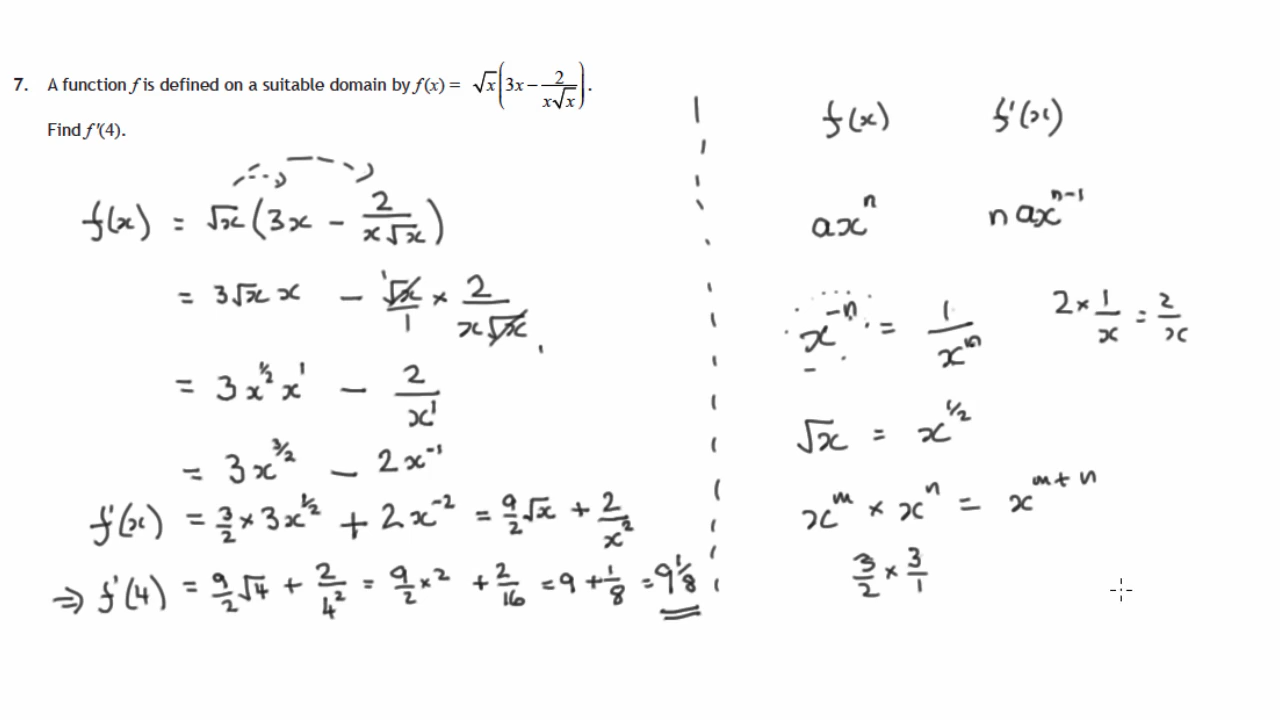 7. A function f is defined on a suitable domain by f(x) = √x(3x − 2/(x√x)).
Find f′(4).
f(x) = √x(3x − 2/(x√x))
= 3√x x − √x/1 × 2/(x√x)
= 3x^(1/2) x^1 − 2/x^1
= 3x^(3/2) − 2x^(-1)
f′(x) = 3/2 × 3x^(1/2) + 2x^(-2) = 9/2 √x + 2/x^2
⇒ f′(4) = 9/2 √4 + 2/4^2 = 9/2 × 2 + 2/16 = 9 + 1/8 = 9 1/8
f(x) f′(x)
ax^n nax^(n-1)
x^(-n) = 1/x^n 2 × 1/x = 2/x
√x = x^(1/2)
x^m × x^n = x^(m+n)
3/2 × 3/1